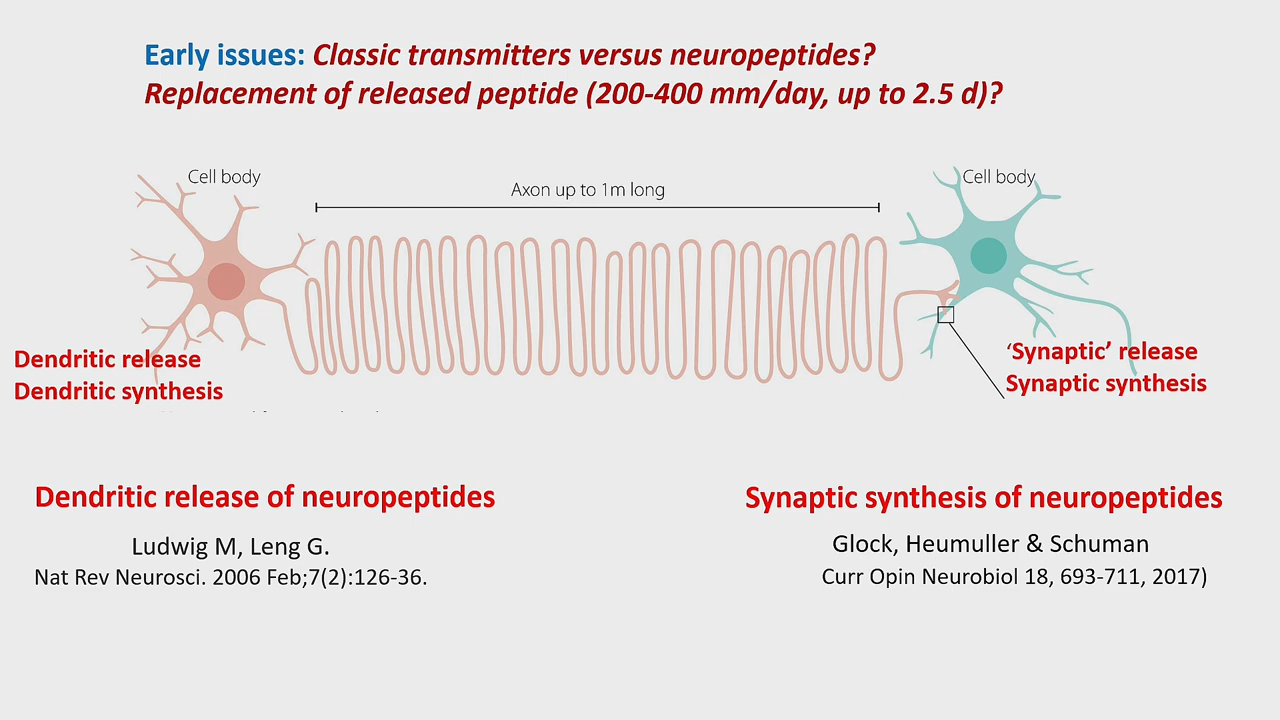 Early issues: Classic transmitters versus neuropeptides?
Replacement of released peptide (200-400 mm/day, up to 2.5 d)?
Cell body
Axon up to 1m long
Cell body
Dendritic release
Dendritic synthesis
‘Synaptic’ release
Synaptic synthesis
Dendritic release of neuropeptides
Ludwig M, Leng G.
Nat Rev Neurosci. 2006 Feb;7(2):126-36.
Synaptic synthesis of neuropeptides
Glock, Heumuller & Schuman
Curr Opin Neurobiol 18, 693-711, 2017)